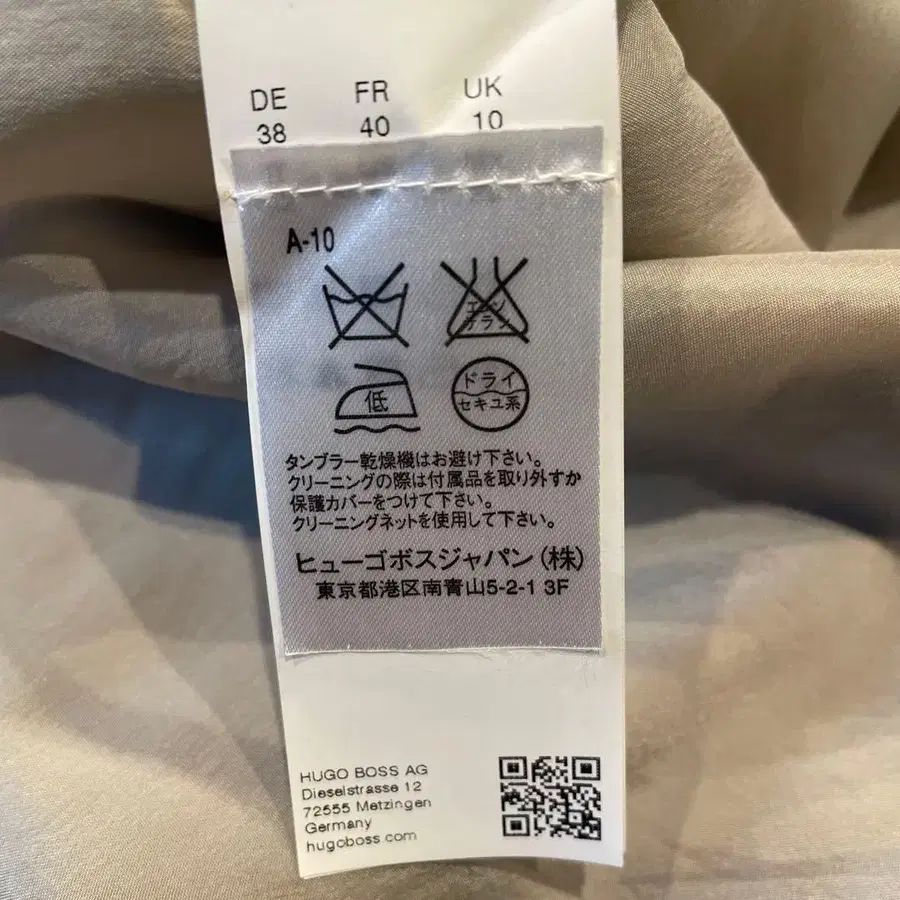 DE FR UK
38 40 10
A-10
エンソ
サラシ
低
ドライ
セキユ系
タンブラー乾燥機はお避け下さい。
クリーニングの際は付属品を取り外すか
保護カバーをつけて下さい。
クリーニングネットを使用して下さい。
ヒューゴボスジャパン(株)
東京都港区南青山5-2-1 3F
HUGO BOSS AG
Dieselstrasse 12
72555 Metzingen
Germany
hugoboss.com